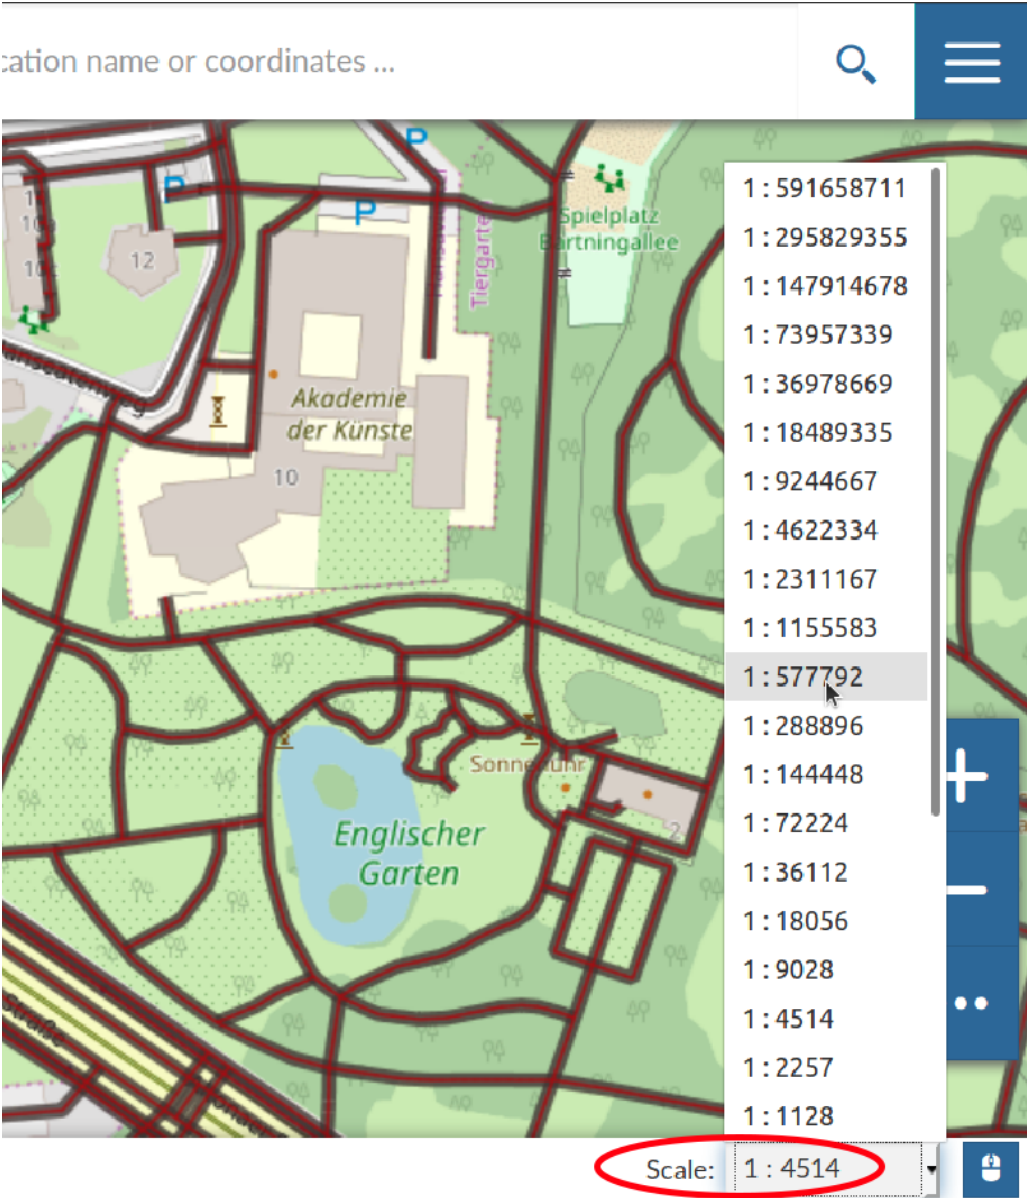 cation name or coordinates ...
P
P
P
12
Spielplatz
Bartningallee
Tiergarte
Akademie
der Künste
10
Sonnenuhr
2
Englischer
Garten
Straße
1:591658711
1:295829355
1:147914678
1:73957339
1:36978669
1:18489335
1:9244667
1:4622334
1:2311167
1:1155583
1:577792
1:288896
1:144448
1:72224
1:36112
1:18056
1:9028
1:4514
1:2257
1:1128
Scale: 1 : 4514